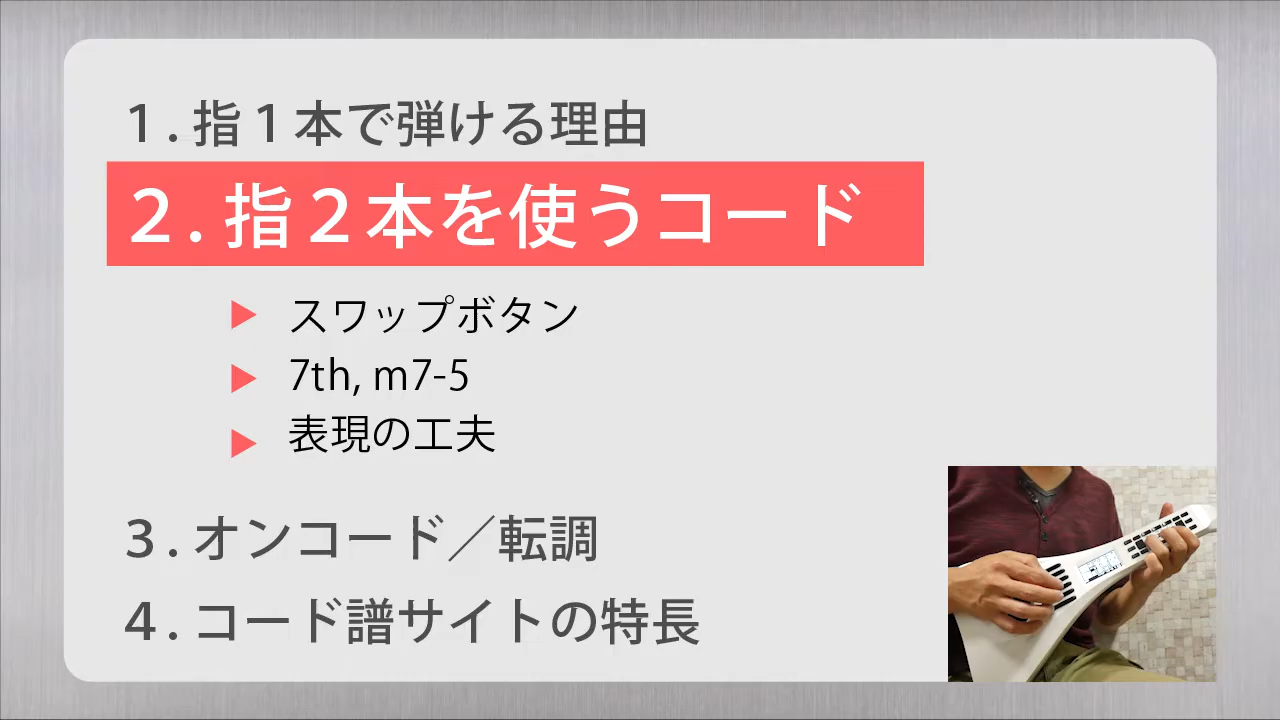 １. 指１本で弾ける理由
２. 指２本を使うコード
スワップボタン
7th, m7-5
表現の工夫
３. オンコード／転調
４. コード譜サイトの特長